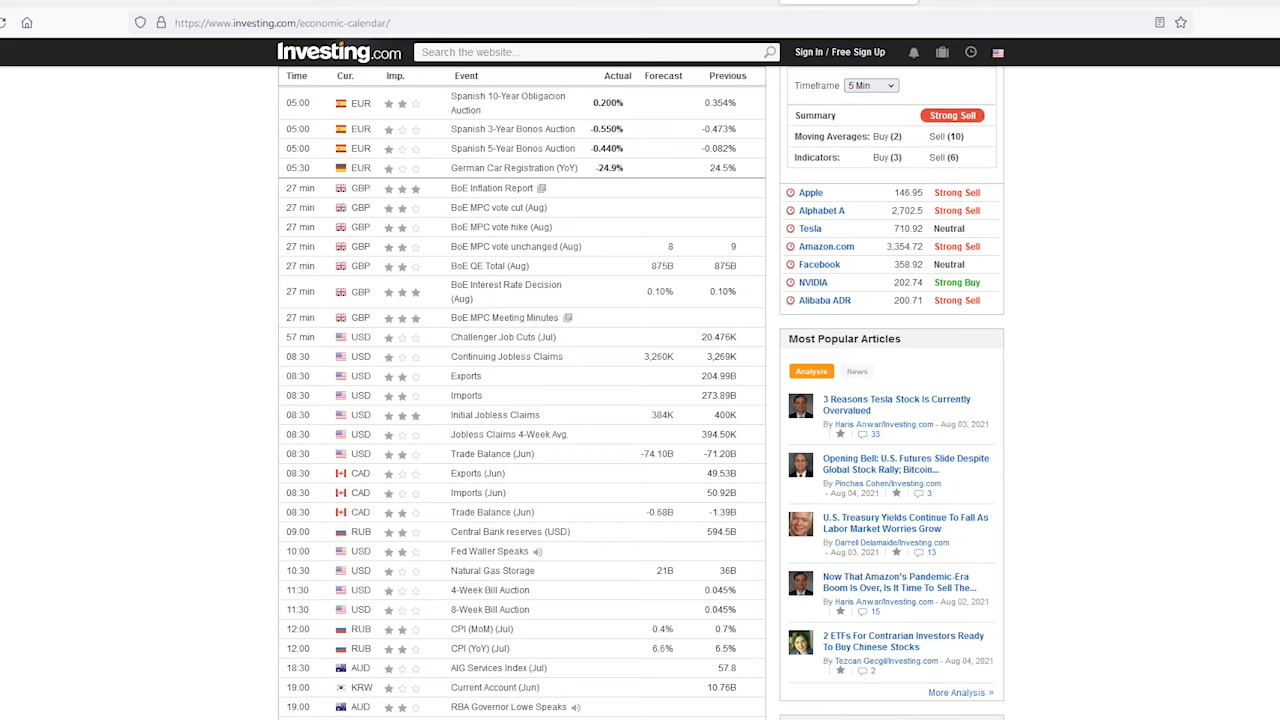 https://www.investing.com/economic-calendar/
Investing.com
Search the website...
Sign In / Free Sign Up
Time Cur. Imp. Event Actual Forecast Previous
05:00 EUR Spanish 10-Year Obligacion
Auction 0.200% 0.354%
05:00 EUR Spanish 3-Year Bonos Auction -0.550% -0.473%
05:00 EUR Spanish 5-Year Bonos Auction -0.440% -0.082%
05:30 EUR German Car Registration (YoY) -24.9% 24.5%
27 min GBP BoE Inflation Report
27 min GBP BoE MPC vote cut (Aug)
27 min GBP BoE MPC vote hike (Aug)
27 min GBP BoE MPC vote unchanged (Aug) 8 9
27 min GBP BoE QE Total (Aug) 875B 875B
27 min GBP BoE Interest Rate Decision
(Aug) 0.10% 0.10%
27 min GBP BoE MPC Meeting Minutes
57 min USD Challenger Job Cuts (Jul) 20.476K
08:30 USD Continuing Jobless Claims 3,260K 3,269K
08:30 USD Exports 204.99B
08:30 USD Imports 273.89B
08:30 USD Initial Jobless Claims 384K 400K
08:30 USD Jobless Claims 4-Week Avg. 394.50K
08:30 USD Trade Balance (Jun) -74.10B -71.20B
08:30 CAD Exports (Jun) 49.53B
08:30 CAD Imports (Jun) 50.92B
08:30 CAD Trade Balance (Jun) -0.68B -1.39B
09:00 RUB Central Bank reserves (USD) 594.5B
10:00 USD Fed Waller Speaks
10:30 USD Natural Gas Storage 21B 36B
11:30 USD 4-Week Bill Auction 0.045%
11:30 USD 8-Week Bill Auction 0.045%
12:00 RUB CPI (MoM) (Jul) 0.4% 0.7%
12:00 RUB CPI (YoY) (Jul) 6.6% 6.5%
18:30 AUD AIG Services Index (Jul) 57.8
19:00 KRW Current Account (Jun) 10.76B
19:00 AUD RBA Governor Lowe Speaks
Timeframe 5 Min
Summary Strong Sell
Moving Averages: Buy (2) Sell (10)
Indicators: Buy (3) Sell (6)
Apple 146.95 Strong Sell
Alphabet A 2,702.5 Strong Sell
Tesla 710.92 Neutral
Amazon.com 3,354.72 Strong Sell
Facebook 358.92 Neutral
NVIDIA 202.74 Strong Buy
Alibaba ADR 200.71 Strong Sell
Most Popular Articles
Analysis News
3 Reasons Tesla Stock Is Currently
Overvalued
By Haris Anwar/Investing.com - Aug 03, 2021
33
Opening Bell: U.S. Futures Slide Despite
Global Stock Rally; Bitcoin...
By Pinchas Cohen/Investing.com
- Aug 04, 2021 3
U.S. Treasury Yields Continue To Fall As
Labor Market Worries Grow
By Darrell Delamaide/Investing.com
- Aug 03, 2021 13
Now That Amazon's Pandemic-Era
Boom Is Over, Is It Time To Sell The...
By Haris Anwar/Investing.com - Aug 02, 2021
15
2 ETFs For Contrarian Investors Ready
To Buy Chinese Stocks
By Tezcan Gecgil/Investing.com - Aug 04, 2021
2
More Analysis »